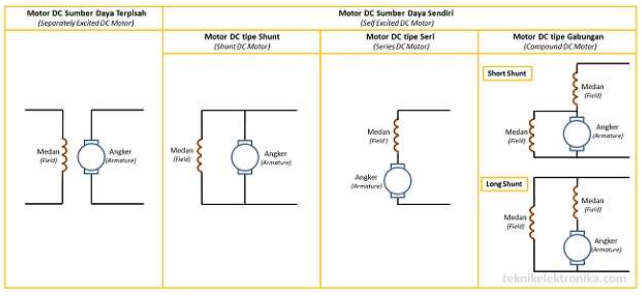 Motor DC Sumber Daya Terpisah
(Separately Excited DC Motor)
Motor DC Sumber Daya Sendiri
(Self Excited DC Motor)
Motor DC tipe Shunt
(Shunt DC Motor)
Motor DC tipe Seri
(Series DC Motor)
Motor DC tipe Gabungan
(Compound DC Motor)
Medan
(Field)
Angker
(Armature)
Medan
(Field)
Angker
(Armature)
Medan
(Field)
Angker
(Armature)
Short Shunt
Medan
(Field)
Medan
(Field)
Angker
(Armature)
Long Shunt
Medan
(Field)
Medan
(Field)
Angker
(Armature)
teknikelektronika.com